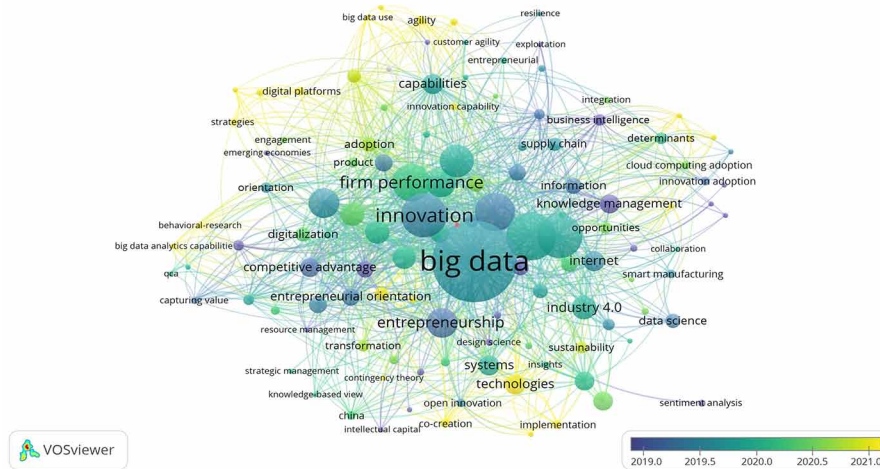 resilience
big data use
agility
customer agility
exploitation
entrepreneurial
capabilities
digital platforms
integration
innovation capability
strategies
business intelligence
engagement
adoption
supply chain
determinants
emerging economies
product
cloud computing adoption
firm performance
information
innovation adoption
orientation
knowledge management
innovation
behavioral-research
digitalization
opportunities
big data analytics capabilitie
collaboration
big data
internet
competitive advantage
qca
smart manufacturing
capturing value
entrepreneurial orientation
industry 4.0
entrepreneurship
data science
resource management
transformation
design science
sustainability
systems
insights
strategic management
contingency theory
technologies
knowledge-based view
open innovation
sentiment analysis
china
co-creation
implementation
intellectual capital
VOSviewer
2019.0 2019.5 2020.0 2020.5 2021.0